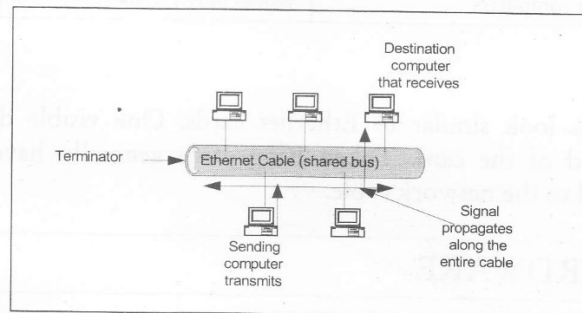 Destination
computer
that receives
Terminator
Ethernet Cable (shared bus)
Sending
computer
transmits
Signal
propagates
along the
entire cable